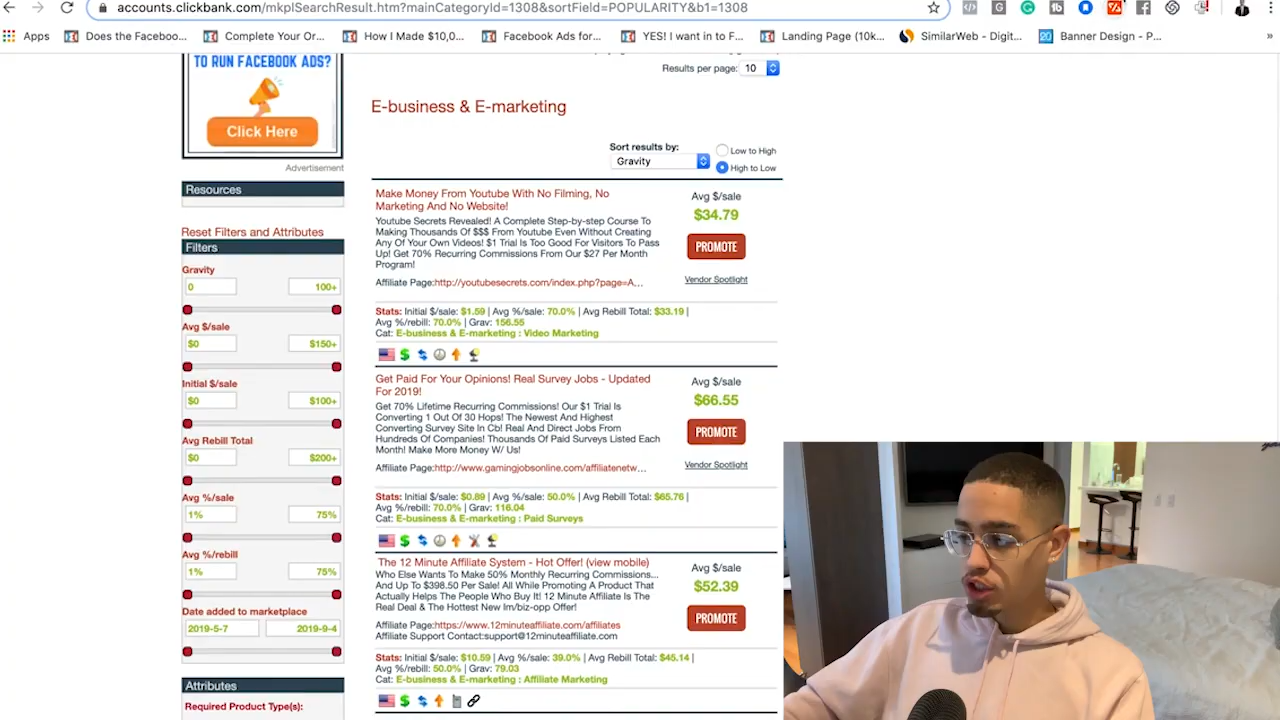 accounts.clickbank.com/mkplSearchResult.htm?mainCategoryId=1308&sortField=POPULARITY&b1=1308
Apps
Does the Faceboo...
Complete Your Or...
How I Made $10,0...
Facebook Ads for...
YES! I want in to F...
Landing Page (10k...
SimilarWeb - Digit...
Banner Design - P...
»
TO RUN FACEBOOK ADS?
Click Here
Advertisement
Resources
Reset Filters and Attributes
Filters
Gravity
0 100+
Avg $/sale
$0 $150+
Initial $/sale
$0 $100+
Avg Rebill Total
$0 $200+
Avg %/sale
1% 75%
Avg %/rebill
1% 75%
Date added to marketplace
2019-5-7 2019-9-4
Attributes
Required Product Type(s):
Results per page: 10
E-business & E-marketing
Sort results by:
Gravity
Low to High
High to Low
Make Money From Youtube With No Filming, No
Marketing And No Website!
Youtube Secrets Revealed! A Complete Step-by-step Course To
Making Thousands Of $$$ From Youtube Even Without Creating
Any Of Your Own Videos! $1 Trial Is Too Good For Visitors To Pass
Up! Get 70% Recurring Commissions From Our $27 Per Month
Program!
Affiliate Page:http://youtubesecrets.com/index.php?page=A...
Avg $/sale
$34.79
PROMOTE
Vendor Spotlight
Stats: Initial $/sale: $1.59 | Avg %/sale: 70.0% | Avg Rebill Total: $33.19 |
Avg %/rebill: 70.0% | Grav: 156.55
Cat: E-business & E-marketing : Video Marketing
Get Paid For Your Opinions! Real Survey Jobs - Updated
For 2019!
Get 70% Lifetime Recurring Commissions! Our $1 Trial Is
Converting 1 Out Of 30 Hops! The Newest And Highest
Converting Survey Site In Cb! Real And Direct Jobs From
Hundreds Of Companies! Thousands Of Paid Surveys Listed Each
Month! Make More Money W/ Us!
Affiliate Page:http://www.gamingjobsonline.com/affiliatenetw...
Avg $/sale
$66.55
PROMOTE
Vendor Spotlight
Stats: Initial $/sale: $0.89 | Avg %/sale: 50.0% | Avg Rebill Total: $65.76 |
Avg %/rebill: 70.0% | Grav: 116.04
Cat: E-business & E-marketing : Paid Surveys
The 12 Minute Affiliate System - Hot Offer! (view mobile)
Who Else Wants To Make 50% Monthly Recurring Commissions...
And Up To $398.50 Per Sale! All While Promoting A Product That
Actually Helps The People Who Buy It! 12 Minute Affiliate Is The
Real Deal & The Hottest New Im/biz-opp Offer!
Affiliate Page:https://www.12minuteaffiliate.com/affiliates
Affiliate Support Contact:support@12minuteaffiliate.com
Avg $/sale
$52.39
PROMOTE
Stats: Initial $/sale: $10.59 | Avg %/sale: 39.0% | Avg Rebill Total: $45.14 |
Avg %/rebill: 50.0% | Grav: 79.03
Cat: E-business & E-marketing : Affiliate Marketing